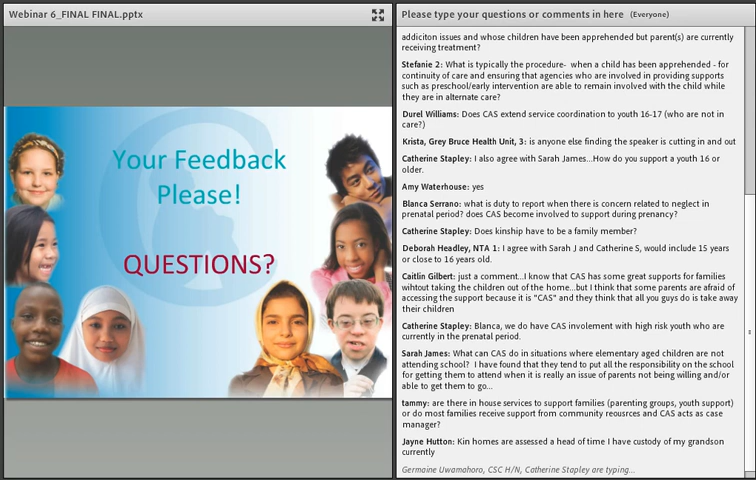 Webinar 6_FINAL FINAL.pptx
Your Feedback
Please!
QUESTIONS?
Please type your questions or comments in here (Everyone)
addiciton issues and whose children have been apprehended but parent(s) are currently
receiving treatment?
Stefanie 2: What is typically the procedure- when a child has been apprehended - for
continuity of care and ensuring that agencies who are involved in providing supports
such as preschool/early intervention are able to remain involved with the child while
they are in alternate care?
Durel Williams: Does CAS extend service coordination to youth 16-17 (who are not in
care?)
Krista, Grey Bruce Health Unit, 3: is anyone else finding the speaker is cutting in and out
Catherine Stapley: I also agree with Sarah James...How do you support a youth 16 or
older.
Amy Waterhouse: yes
Blanca Serrano: what is duty to report when there is concern related to neglect in
prenatal period? does CAS become involved to support during prenancy?
Catherine Stapley: Does kinship have to be a family member?
Deborah Headley, NTA 1: I agree with Sarah J and Catherine S, would include 15 years
or close to 16 years old.
Caitlin Gilbert: just a comment...I know that CAS has some great supports for families
wihtout taking the children out of the home...but I think that some parents are afraid of
accessing the support because it is "CAS" and they think that all you guys do is take away
their children
Catherine Stapley: Blanca, we do have CAS involement with high risk youth who are
currently in the prenatal period.
Sarah James: What can CAS do in situations where elementary aged children are not
attending school? I have found that they tend to put all the responsibility on the school
for getting them to attend when it is really an issue of parents not being willing and/or
able to get them to go...
tammy: are there in house services to support families (parenting groups, youth support)
or do most families receive support from community reousrces and CAS acts as case
manager?
Jayne Hutton: Kin homes are assessed a head of time I have custody of my grandson
currently
Germaine Uwamahoro, CSC H/N, Catherine Stapley are typing...